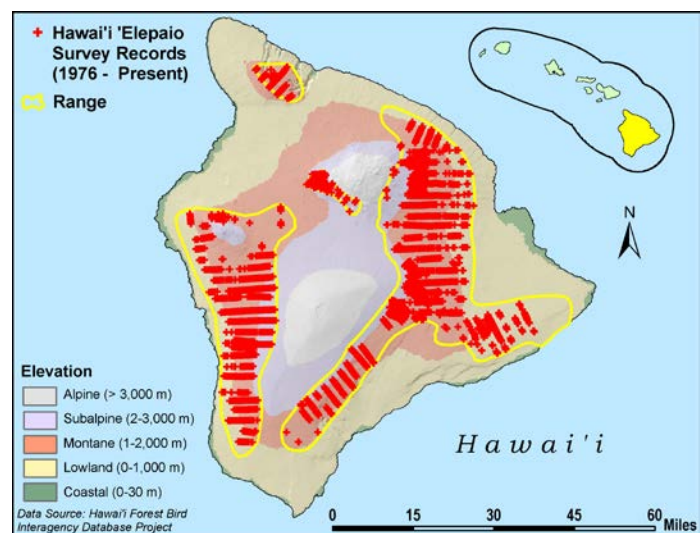 Hawai'i 'Elepaio
Survey Records
(1976 - Present)
Range
N
Elevation
Alpine (> 3,000 m)
Subalpine (2-3,000 m)
Montane (1-2,000 m)
Lowland (0-1,000 m)
Coastal (0-30 m)
Hawai'i
Data Source: Hawai'i Forest Bird
Interagency Database Project
0 15 30 45 60
Miles